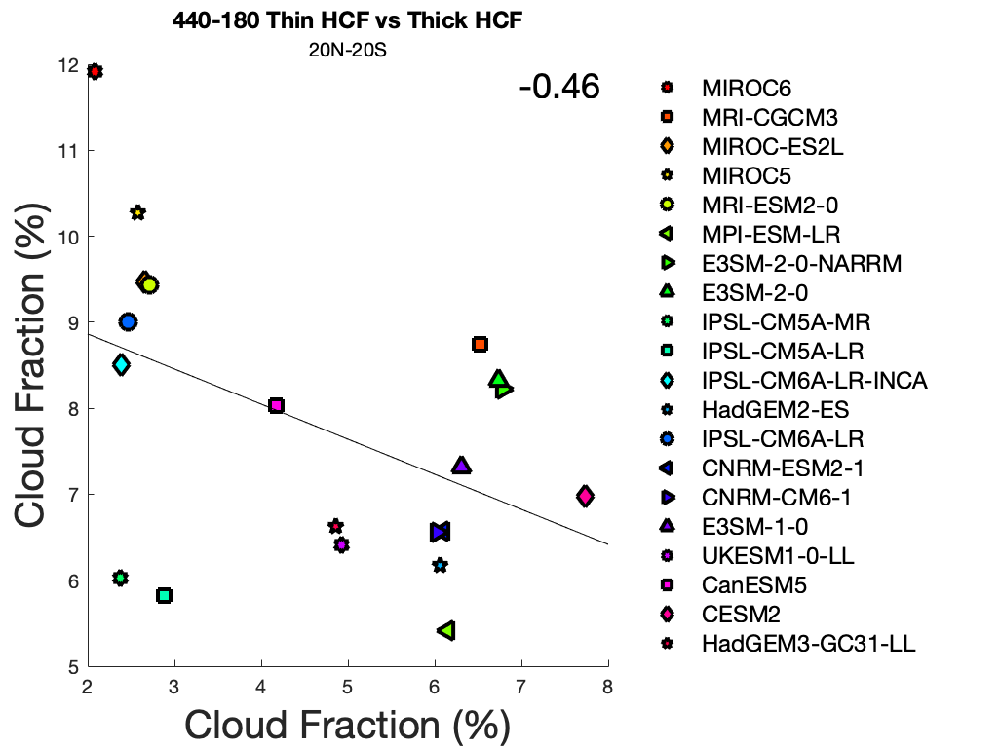 440-180 Thin HCF vs Thick HCF
20N-20S
-0.46
12
11
10
9
8
7
6
5
Cloud Fraction (%)
2
3
4
5
6
7
8
Cloud Fraction (%)
MIROC6
MRI-CGCM3
MIROC-ES2L
MIROC5
MRI-ESM2-0
MPI-ESM-LR
E3SM-2-0-NARRM
E3SM-2-0
IPSL-CM5A-MR
IPSL-CM5A-LR
IPSL-CM6A-LR-INCA
HadGEM2-ES
IPSL-CM6A-LR
CNRM-ESM2-1
CNRM-CM6-1
E3SM-1-0
UKESM1-0-LL
CanESM5
CESM2
HadGEM3-GC31-LL